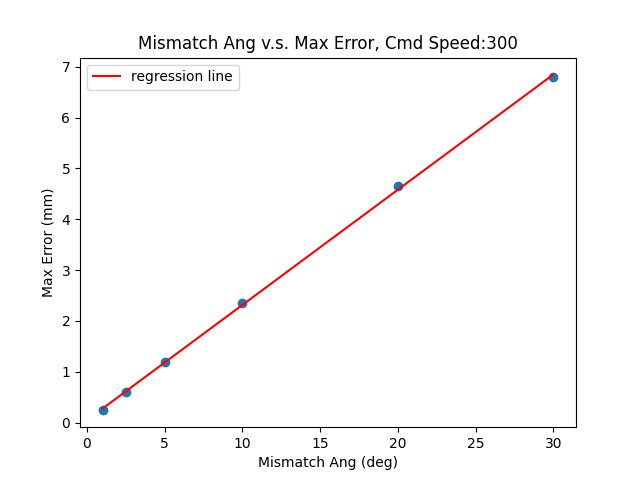 Mismatch Ang v.s. Max Error, Cmd Speed:300
regression line
7
6
5
4
3
2
1
0
Max Error (mm)
0 5 10 15 20 25 30
Mismatch Ang (deg)